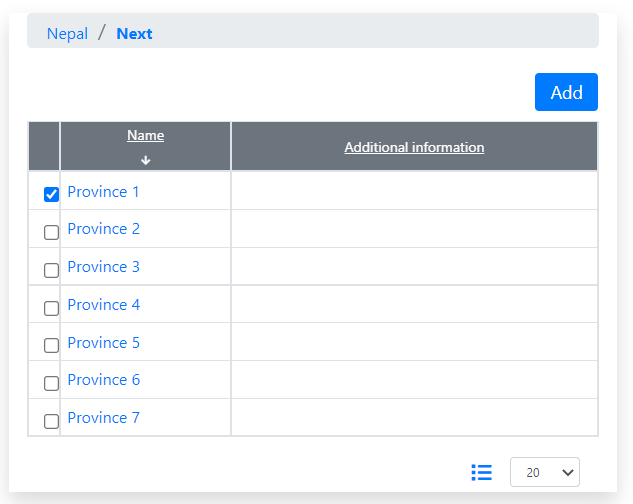 Nepal / Next
Add
Name Additional information
Province 1
Province 2
Province 3
Province 4
Province 5
Province 6
Province 7
20